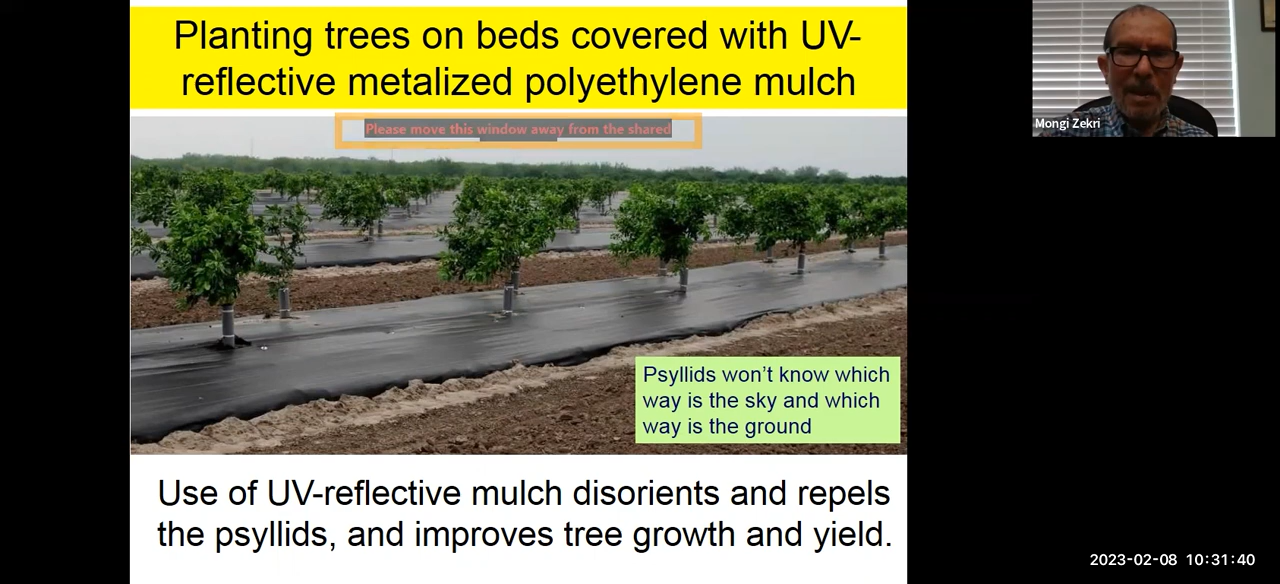 Planting trees on beds covered with UV-
reflective metalized polyethylene mulch
Please move this window away from the shared
Mongi Zekri
Psyllids won’t know which
way is the sky and which
way is the ground
Use of UV-reflective mulch disorients and repels
the psyllids, and improves tree growth and yield.
2023-02-08 10:31:40